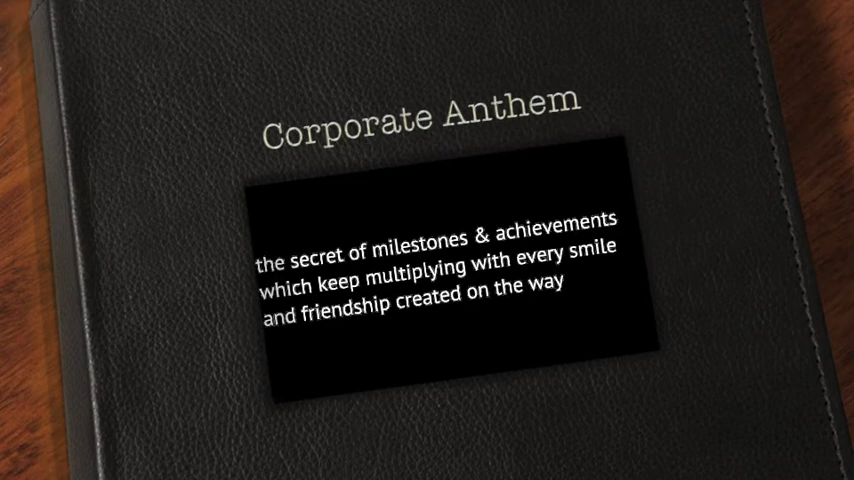 Corporate Anthem
the secret of milestones & achievements
which keep multiplying with every smile
and friendship created on the way